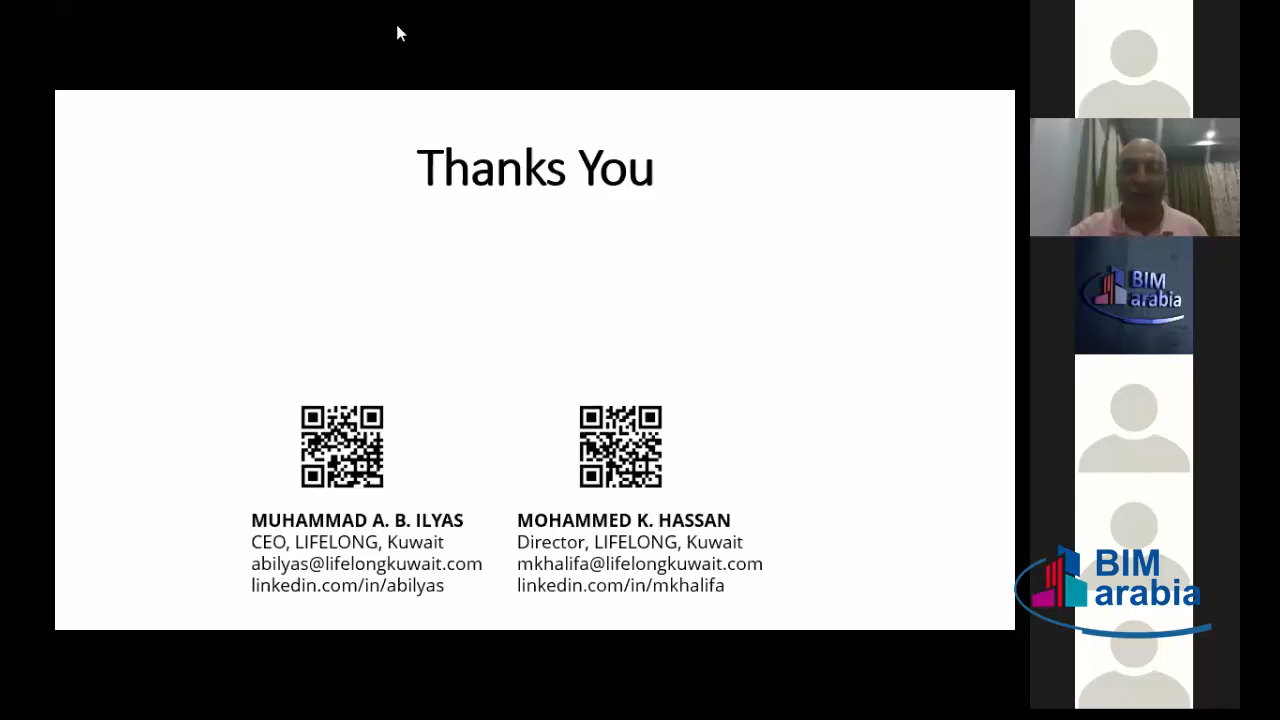 Thanks You
MUHAMMAD A. B. ILYAS
CEO, LIFELONG, Kuwait
abilyas@lifelongkuwait.com
linkedin.com/in/abilyas
MOHAMMED K. HASSAN
Director, LIFELONG, Kuwait
mkhalifa@lifelongkuwait.com
linkedin.com/in/mkhalifa
BIM
arabia
BIM
arabia